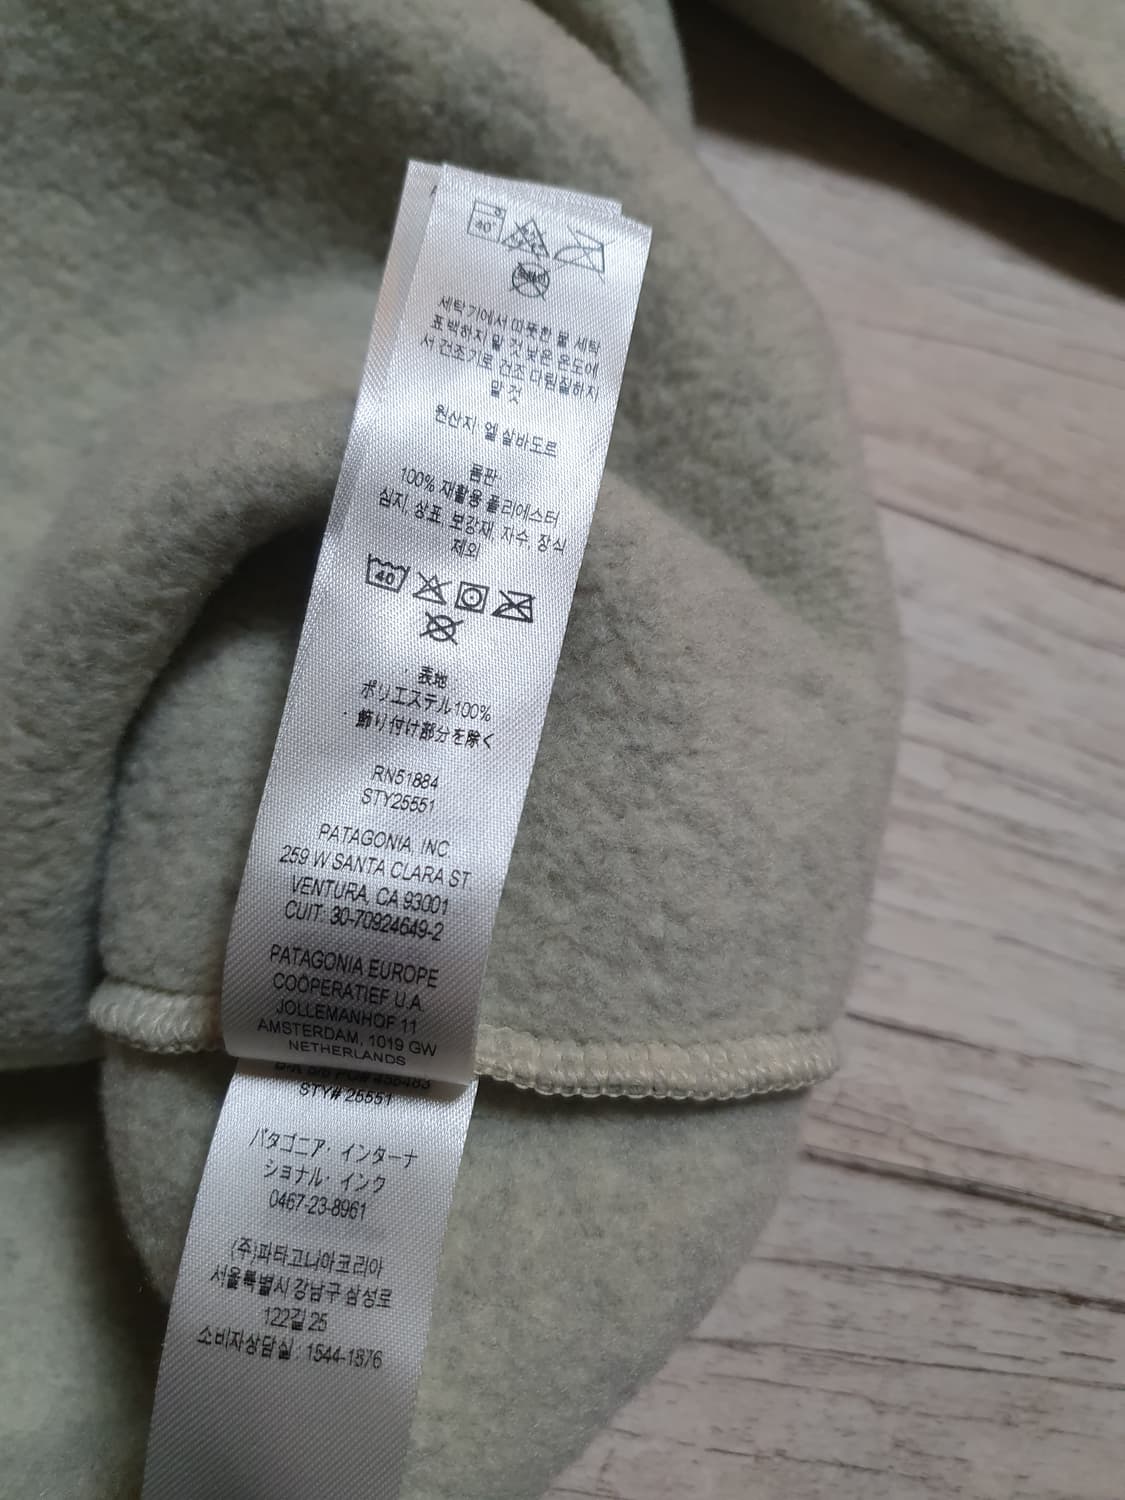 40
세탁기에서 따뜻한 물 세탁
표백하지 말 것 낮은 온도에
서 건조기로 건조 다림질하지
말 것
원산지: 엘 살바도르
몸판
100% 재활용 폴리에스터
심지, 상표, 보강재, 자수, 장식
제외
40
・表地
ポリエステル100%
・飾り付け部分を除く
RN51884
STY25551
PATAGONIA, INC.
259 W SANTA CLARA ST.
VENTURA, CA 93001
CUIT: 30-70924649-2
PATAGONIA EUROPE
COÖPERATIEF U.A.
JOLLEMANHOF 11
AMSTERDAM, 1019 GW
NETHERLANDS
STY# 25551
パタゴニア・インターナ
ショナル・インク
0467-23-8961
(주)파타고니아코리아
서울특별시 강남구 삼성로
122길 25
소비자상담실 : 1544-1876